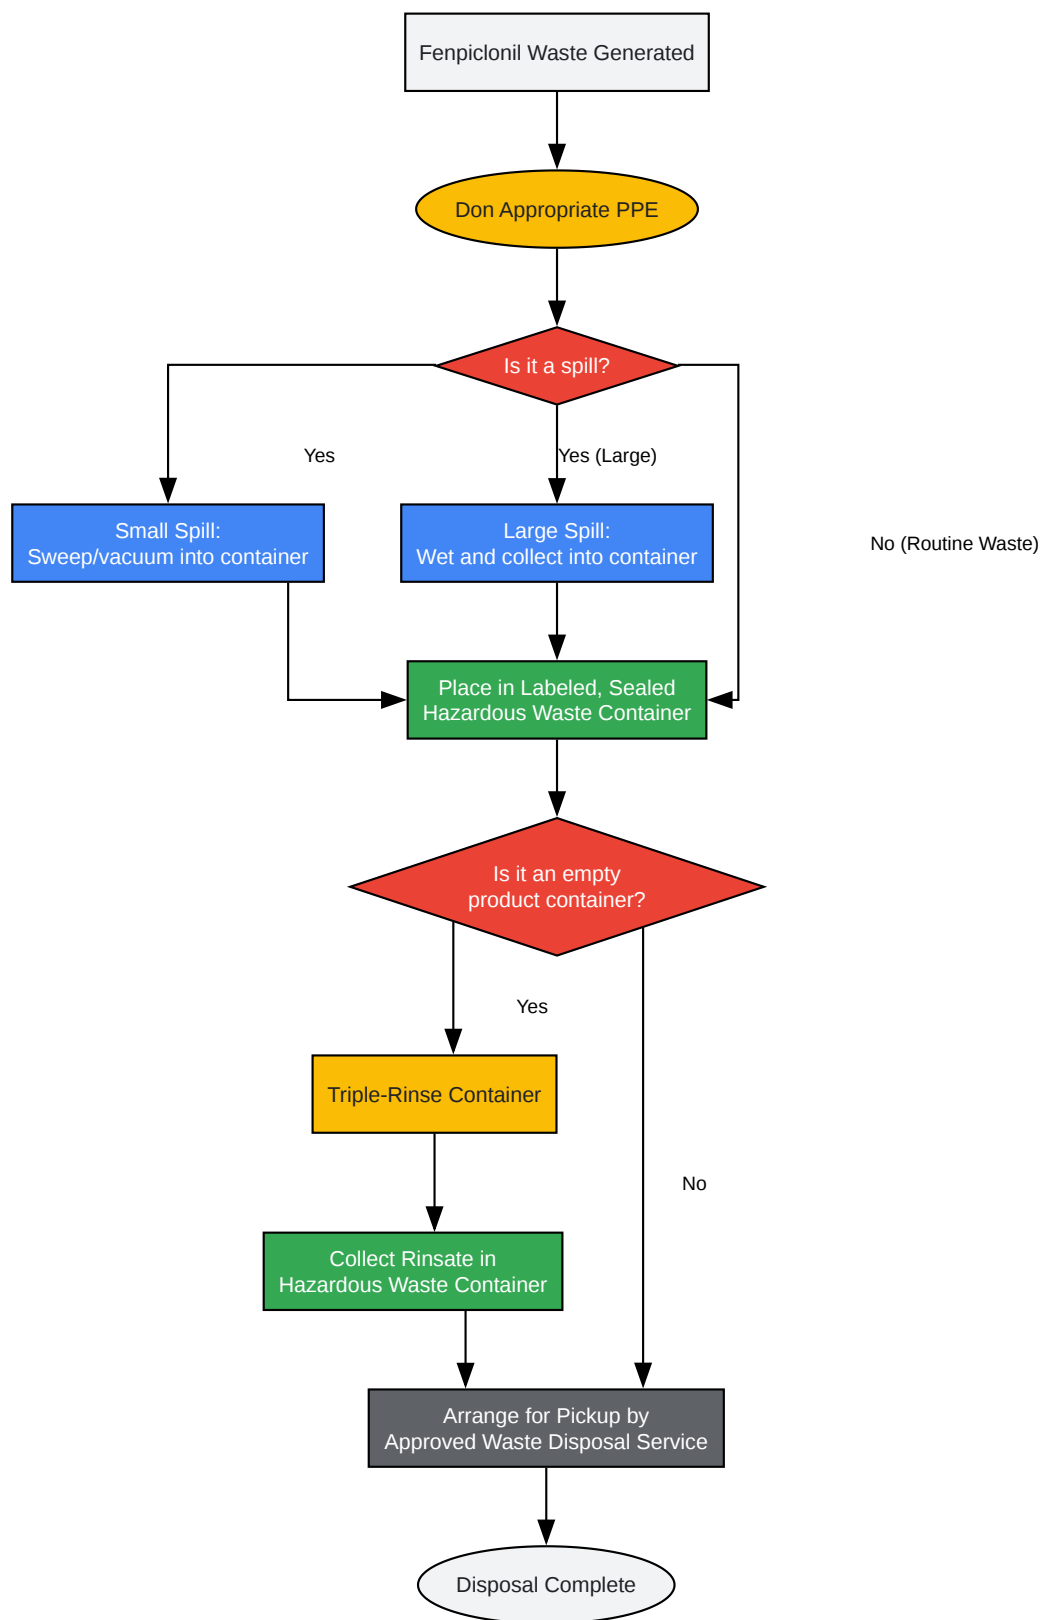 Fenpiclonil Waste Generated
Don Appropriate PPE
Is it a spill?
Yes
Yes (Large)
No (Routine Waste)
Small Spill:
Sweep/vacuum into container
Large Spill:
Wet and collect into container
Place in Labeled, Sealed
Hazardous Waste Container
Is it an empty
product container?
Yes
No
Triple-Rinse Container
Collect Rinsate in
Hazardous Waste Container
Arrange for Pickup by
Approved Waste Disposal Service
Disposal Complete